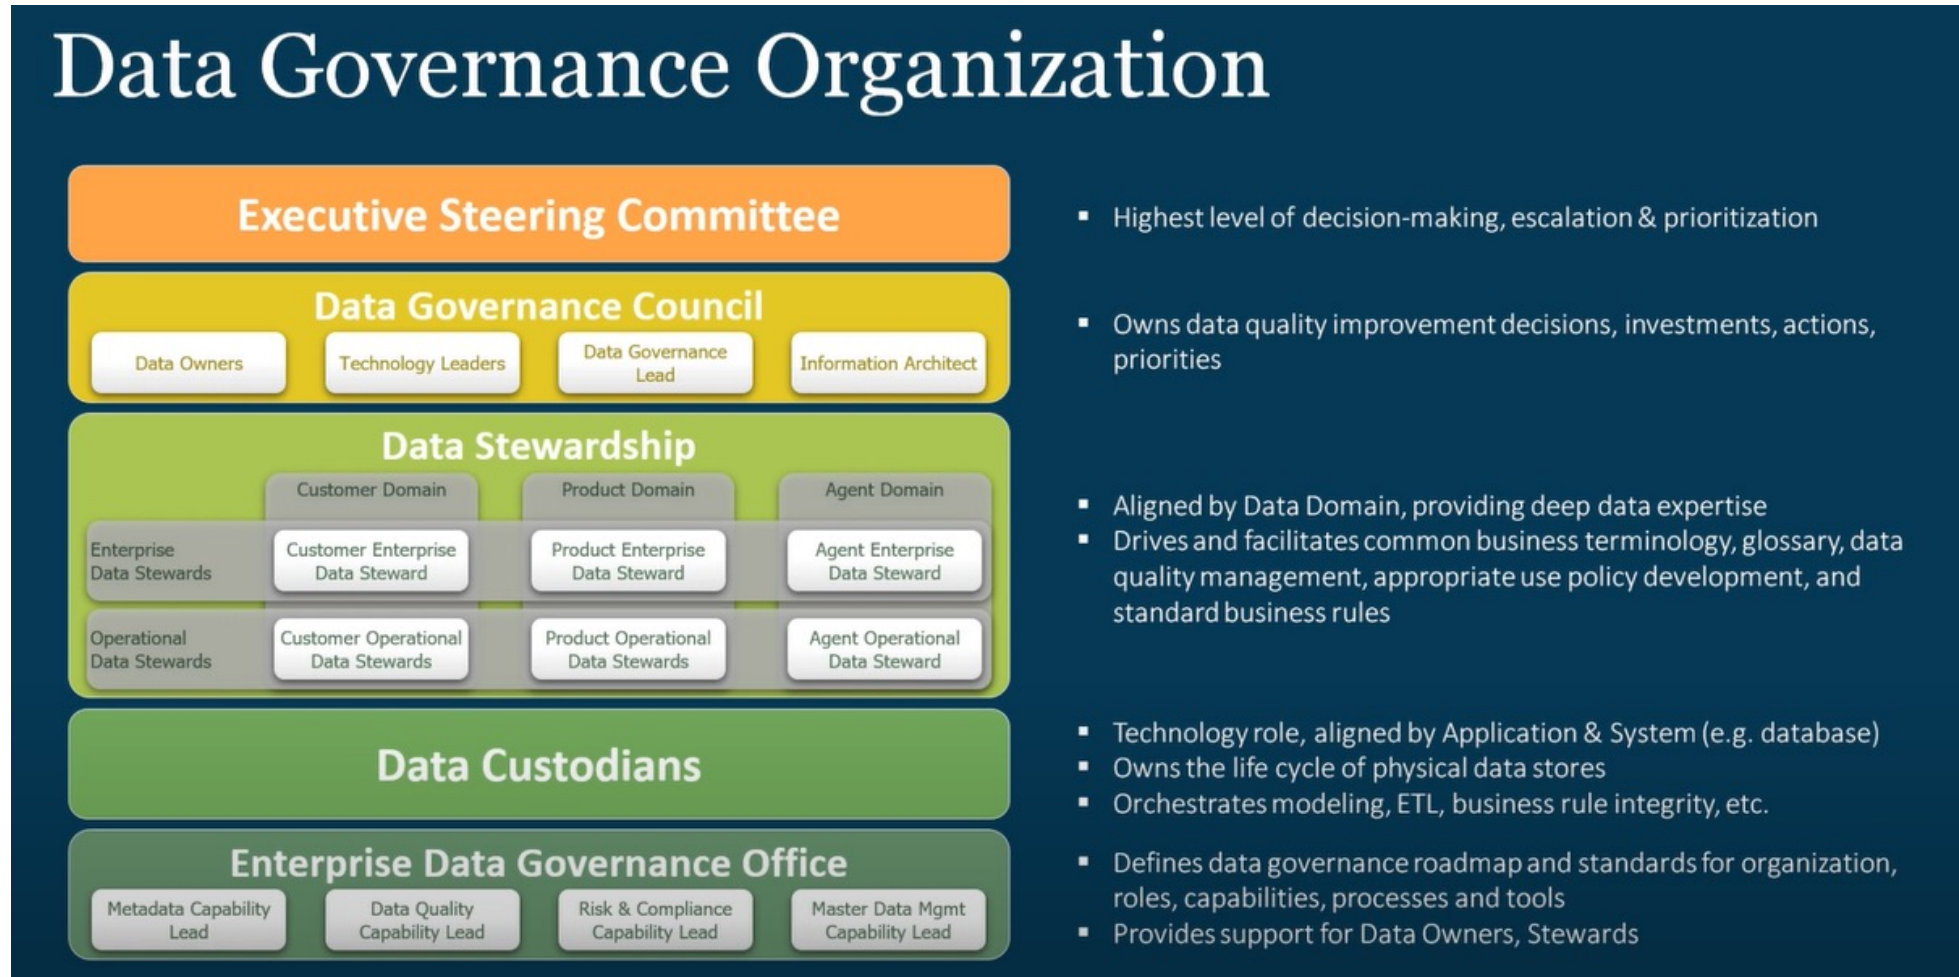 Data Governance Organization
Executive Steering Committee
▪ Highest level of decision-making, escalation & prioritization
Data Governance Council
Data Owners
Technology Leaders
Data Governance
Lead
Information Architect
▪ Owns data quality improvement decisions, investments, actions,
priorities
Data Stewardship
Customer Domain
Product Domain
Agent Domain
Enterprise
Data Stewards
Customer Enterprise
Data Steward
Product Enterprise
Data Steward
Agent Enterprise
Data Steward
Operational
Data Stewards
Customer Operational
Data Stewards
Product Operational
Data Stewards
Agent Operational
Data Steward
▪ Aligned by Data Domain, providing deep data expertise
▪ Drives and facilitates common business terminology, glossary, data
quality management, appropriate use policy development, and
standard business rules
Data Custodians
▪ Technology role, aligned by Application & System (e.g. database)
▪ Owns the life cycle of physical data stores
▪ Orchestrates modeling, ETL, business rule integrity, etc.
Enterprise Data Governance Office
Metadata Capability
Lead
Data Quality
Capability Lead
Risk & Compliance
Capability Lead
Master Data Mgmt
Capability Lead
▪ Defines data governance roadmap and standards for organization,
roles, capabilities, processes and tools
▪ Provides support for Data Owners, Stewards